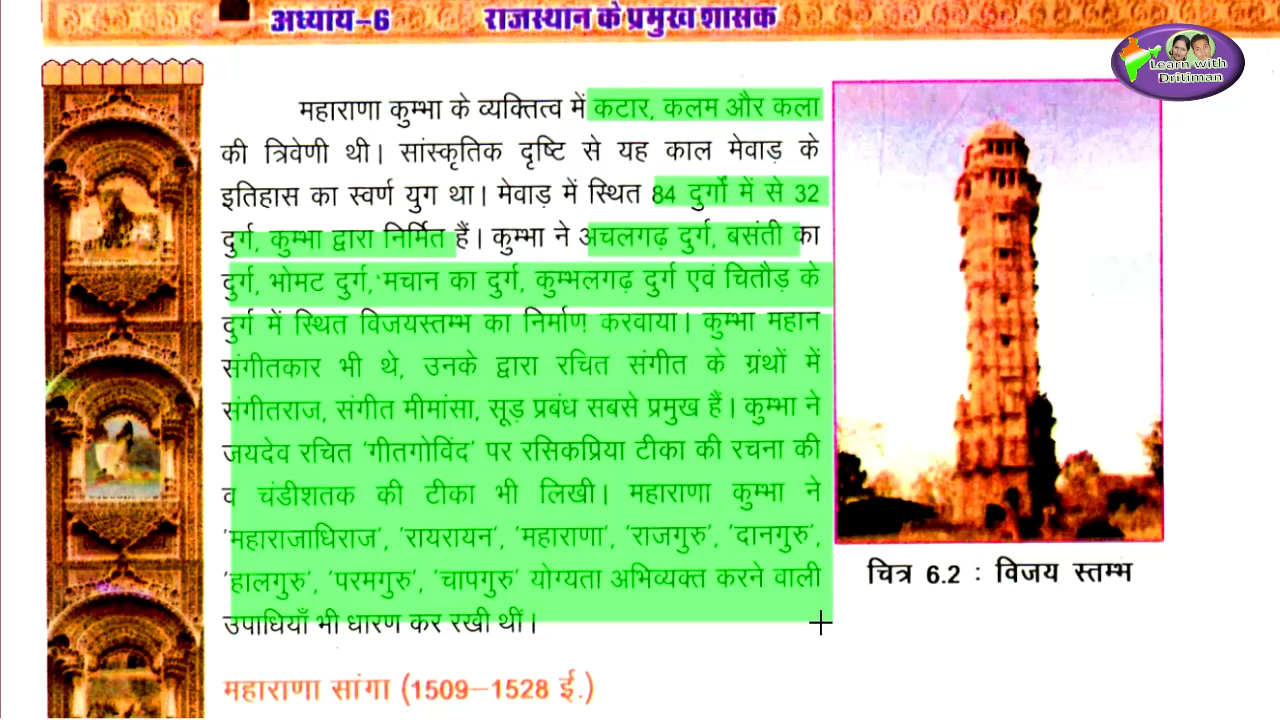 अध्याय–6
राजस्थान के प्रमुख शासक
Learn with
Dritiman
महाराणा कुम्भा के व्यक्तित्व में कटार, कलम और कला
की त्रिवेणी थी। सांस्कृतिक दृष्टि से यह काल मेवाड़ के
इतिहास का स्वर्ण युग था। मेवाड़ में स्थित 84 दुर्गों में से 32
दुर्ग, कुम्भा द्वारा निर्मित हैं। कुम्भा ने अचलगढ़ दुर्ग, बसंती का
दुर्ग, भोमट दुर्ग, मचान का दुर्ग, कुम्भलगढ़ दुर्ग एवं चितौड़ के
दुर्ग में स्थित विजयस्तम्भ का निर्माण करवाया। कुम्भा महान
संगीतकार भी थे, उनके द्वारा रचित संगीत के ग्रंथों में
संगीतराज, संगीत मीमांसा, सूड़ प्रबंध सबसे प्रमुख हैं। कुम्भा ने
जयदेव रचित 'गीतगोविंद' पर रसिकप्रिया टीका की रचना की
व चंडीशतक की टीका भी लिखी। महाराणा कुम्भा ने
'महाराजाधिराज', 'रायरायन', 'महाराणा', 'राजगुरु', 'दानगुरु',
'हालगुरु', 'परमगुरु', 'चापगुरु' योग्यता अभिव्यक्त करने वाली
उपाधियाँ भी धारण कर रखी थीं।
चित्र 6.2 : विजय स्तम्भ
महाराणा सांगा (1509–1528 ई.)